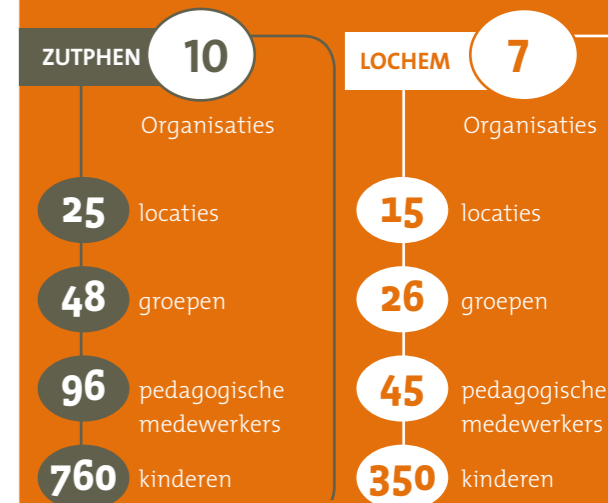 ZUTPHEN 10
Organisaties
25 locaties
48 groepen
96 pedagogische
medewerkers
760 kinderen
LOCHEM 7
Organisaties
15 locaties
26 groepen
45 pedagogische
medewerkers
350 kinderen